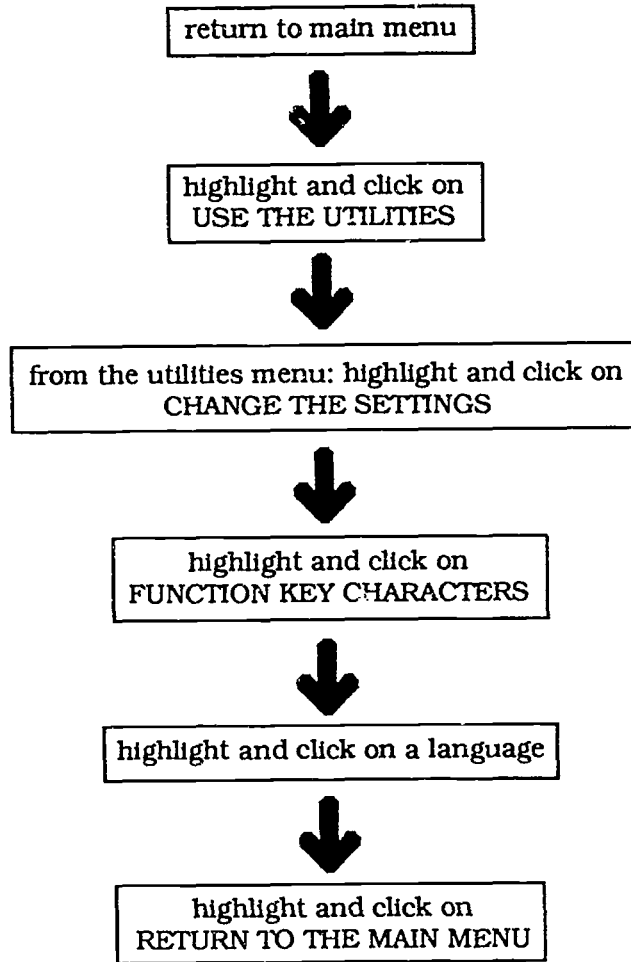 return to main menu
highlight and click on
USE THE UTILITIES
from the utilities menu: highlight and click on
CHANGE THE SETTINGS
highlight and click on
FUNCTION KEY CHARACTERS
highlight and click on a language
highlight and click on
RETURN TO THE MAIN MENU